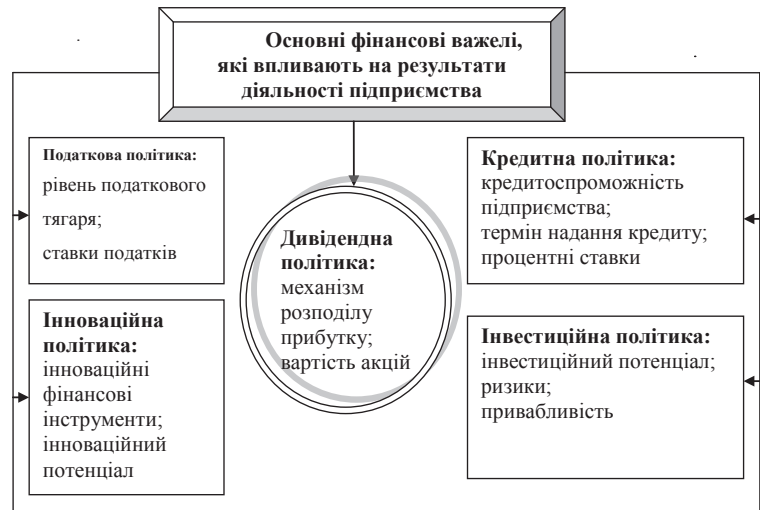 Основні фінансові важелі,
які впливають на результати
діяльності підприємства
Податкова політика:
рівень податкового
тягаря;
ставки податків
Кредитна політика:
кредитоспроможність
підприємства;
термін надання кредиту;
процентні ставки
Дивідендна
політика:
механізм
розподілу
прибутку;
вартість акцій
Інноваційна
політика:
інноваційні
фінансові
інструменти;
інноваційний
потенціал
Інвестиційна політика:
інвестиційний потенціал;
ризики;
привабливість